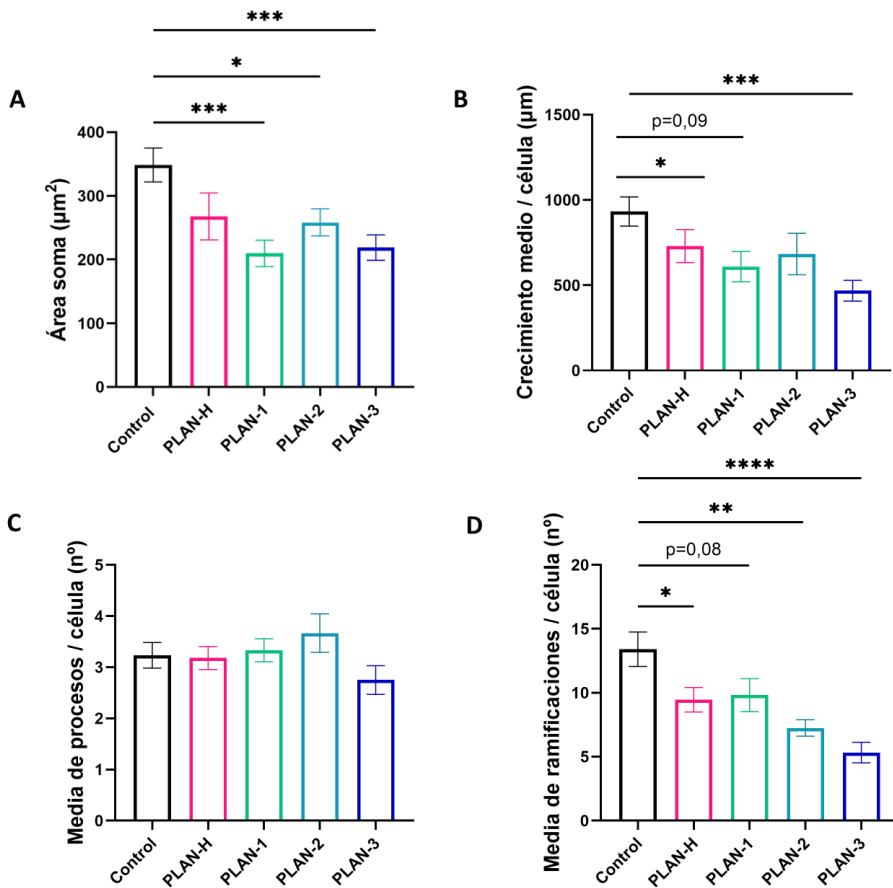 A
***
*
***
Área soma (µm²)
400
300
200
100
0
Control
PLAN-H
PLAN-1
PLAN-2
PLAN-3
B
***
p=0,09
*
Crecimiento medio / célula (µm)
1500
1000
500
0
Control
PLAN-H
PLAN-1
PLAN-2
PLAN-3
C
Media de procesos / célula (nº)
5
4
3
2
1
0
Control
PLAN-H
PLAN-1
PLAN-2
PLAN-3
D
****
**
p=0,08
*
Media de ramificaciones / célula (nº)
20
15
10
5
0
Control
PLAN-H
PLAN-1
PLAN-2
PLAN-3